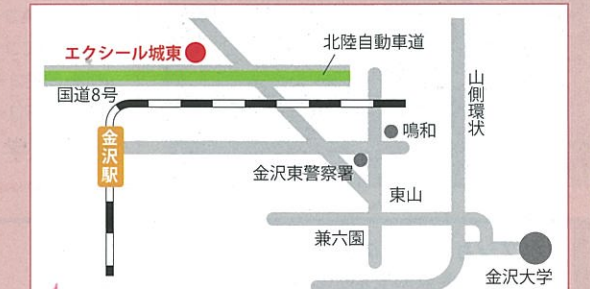 エクシール城東
北陸自動車道
国道8号
山側環状
鳴和
金沢駅
金沢東警察署
東山
兼六園
金沢大学